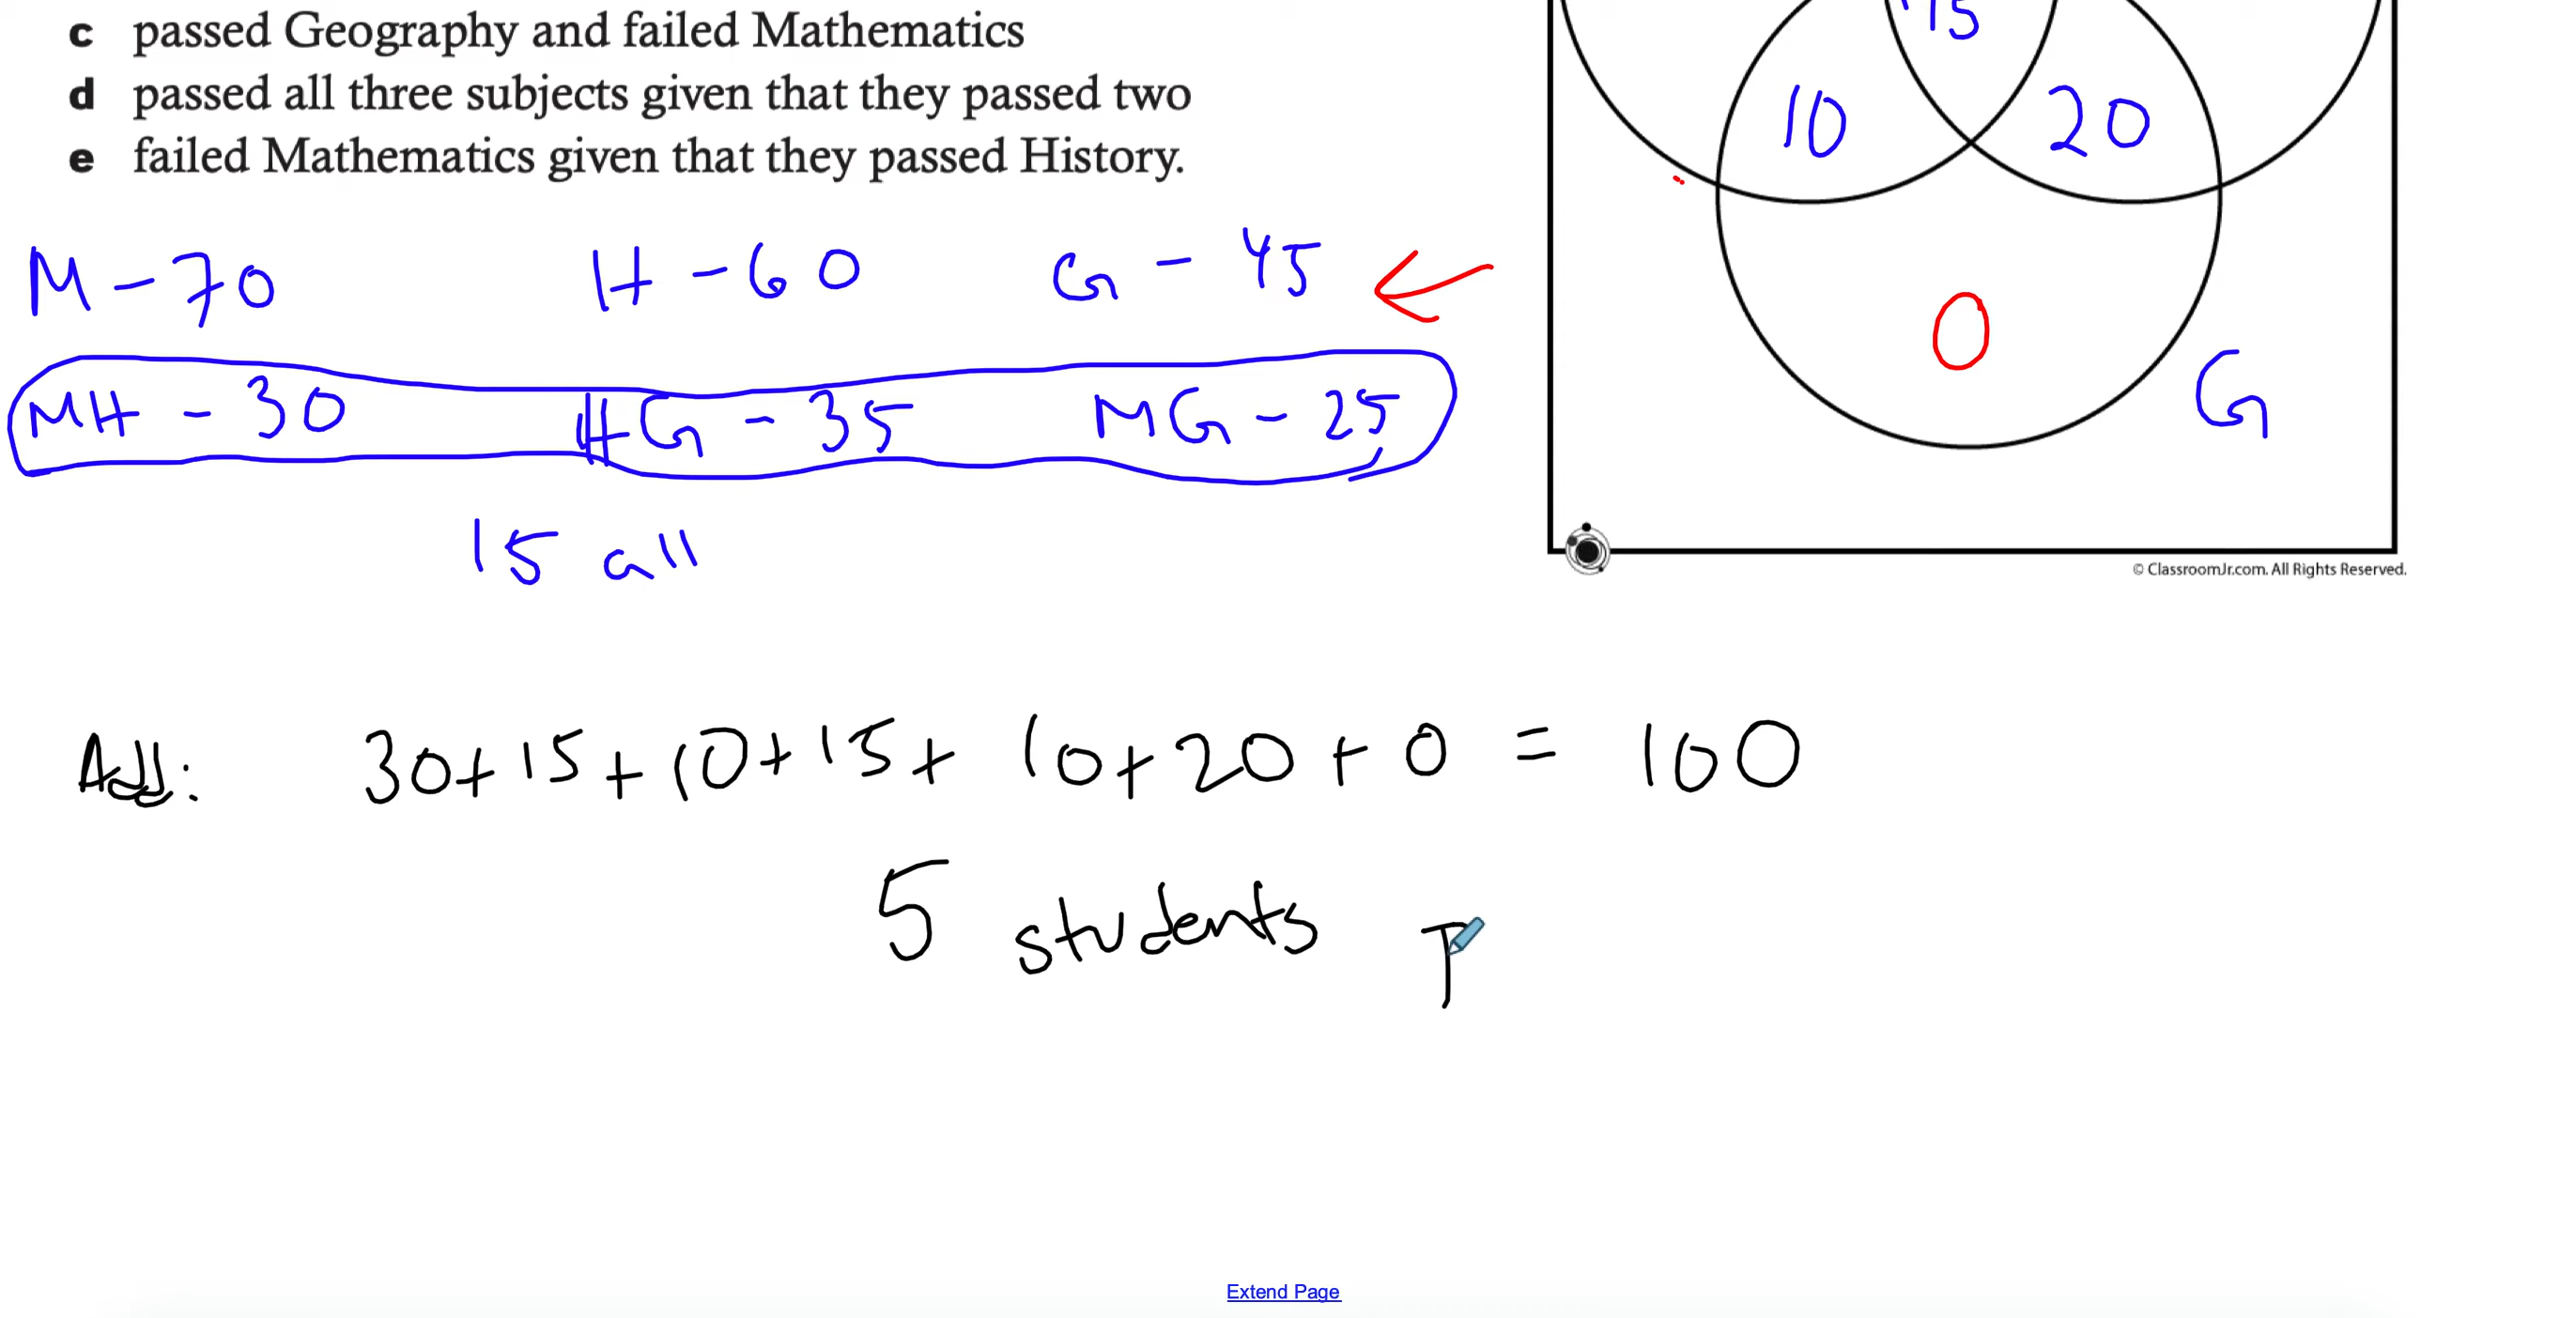 c passed Geography and failed Mathematics
d passed all three subjects given that they passed two
e failed Mathematics given that they passed History.
15
10 20
M - 70 H - 60 G - 45
0
G
MH - 30 HG - 35 MG - 25
15 all
© ClassroomJr.com. All Rights Reserved.
Add: 30+15+10+15+10+20+0 = 100
5 students P
Extend Page